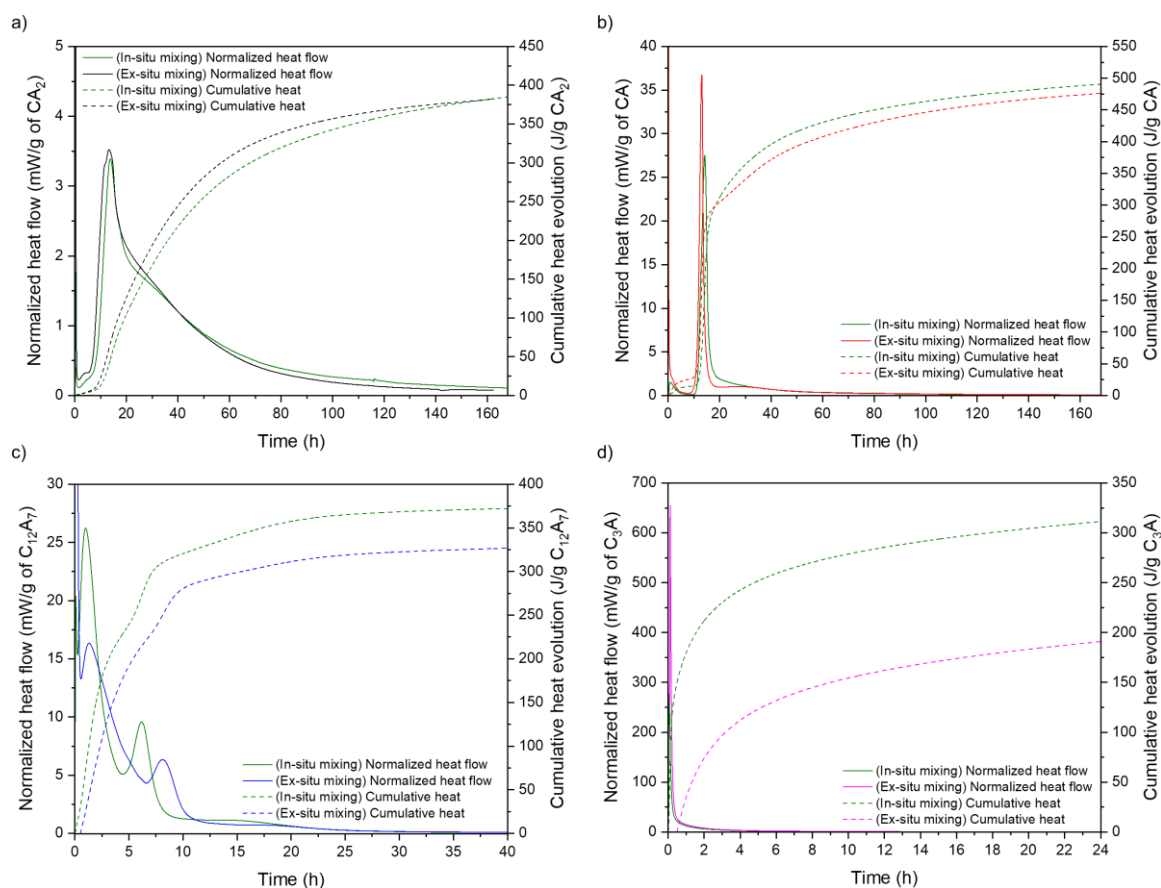 a)
Normalized heat flow (mW/g of CA₂)
5
4
3
2
1
0
(In-situ mixing) Normalized heat flow
(Ex-situ mixing) Normalized heat flow
(In-situ mixing) Cumulative heat
(Ex-situ mixing) Cumulative heat
450
400
350
300
250
200
150
100
50
0
Cumulative heat evolution (J/g CA₂)
0 20 40 60 80 100 120 140 160
Time (h)
b)
Normalized heat flow (mW/g of CA)
40
35
30
25
20
15
10
5
0
(In-situ mixing) Normalized heat flow
(Ex-situ mixing) Normalized heat flow
(In-situ mixing) Cumulative heat
(Ex-situ mixing) Cumulative heat
550
500
450
400
350
300
250
200
150
100
50
0
Cumulative heat evolution (J/g CA)
0 20 40 60 80 100 120 140 160
Time (h)
c)
Normalized heat flow (mW/g of C₁₂A₇)
30
25
20
15
10
5
0
(In-situ mixing) Normalized heat flow
(Ex-situ mixing) Normalized heat flow
(In-situ mixing) Cumulative heat
(Ex-situ mixing) Cumulative heat
400
350
300
250
200
150
100
50
0
Cumulative heat evolution (J/g C₁₂A₇)
0 5 10 15 20 25 30 35 40
Time (h)
d)
Normalized heat flow (mW/g of C₃A)
700
600
500
400
300
200
100
0
(In-situ mixing) Normalized heat flow
(Ex-situ mixing) Normalized heat flow
(In-situ mixing) Cumulative heat
(Ex-situ mixing) Cumulative heat
350
300
250
200
150
100
50
0
Cumulative heat evolution (J/g C₃A)
0 2 4 6 8 10 12 14 16 18 20 22 24
Time (h)